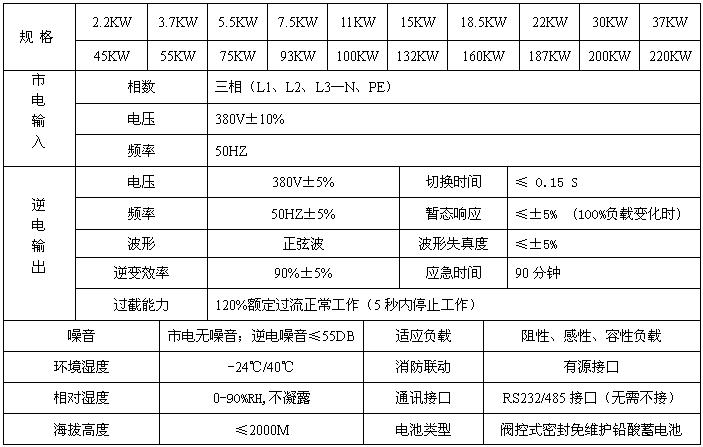 规 格 2.2KW 3.7KW 5.5KW 7.5KW 11KW 15KW 18.5KW 22KW 30KW 37KW
45KW 55KW 75KW 93KW 100KW 132KW 160KW 187KW 200KW 220KW
市电输入 相数 三相（L1、L2、L3—N、PE）
电压 380V±10%
频率 50HZ
逆电输出 电压 380V±5% 切换时间 ≤ 0.15 S
频率 50HZ±5% 暂态响应 ≤±5% (100%负载变化时)
波形 正弦波 波形失真度 ≤±5%
逆变效率 90%±5% 应急时间 90分钟
过截能力 120%额定过流正常工作（5秒内停止工作）
噪音 市电无噪音；逆电噪音≤55DB 适应负载 阻性、感性、容性负载
环境湿度 -24℃/40℃ 消防联动 有源接口
相对湿度 0-90%RH,不凝露 通讯接口 RS232/485接口（无需不接）
海拔高度 ≤2000M 电池类型 阀控式密封免维护铅酸蓄电池